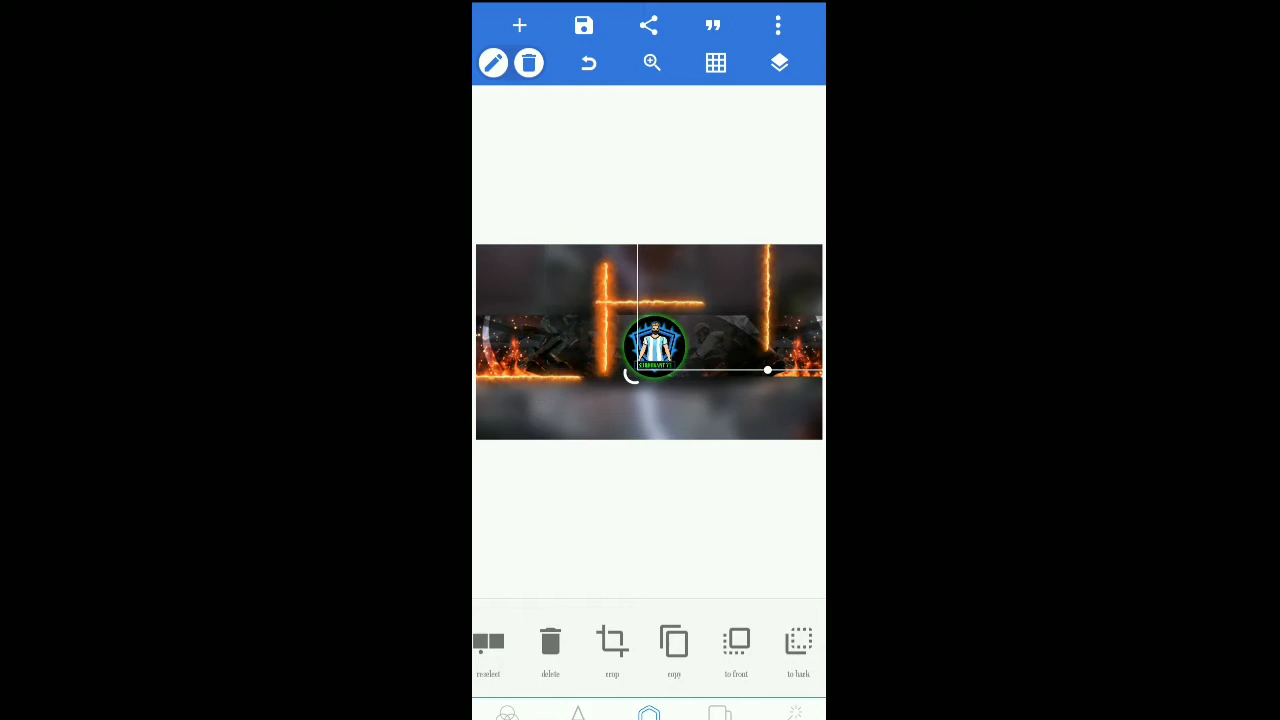 reselect
delete
crop
copy
to front
to back